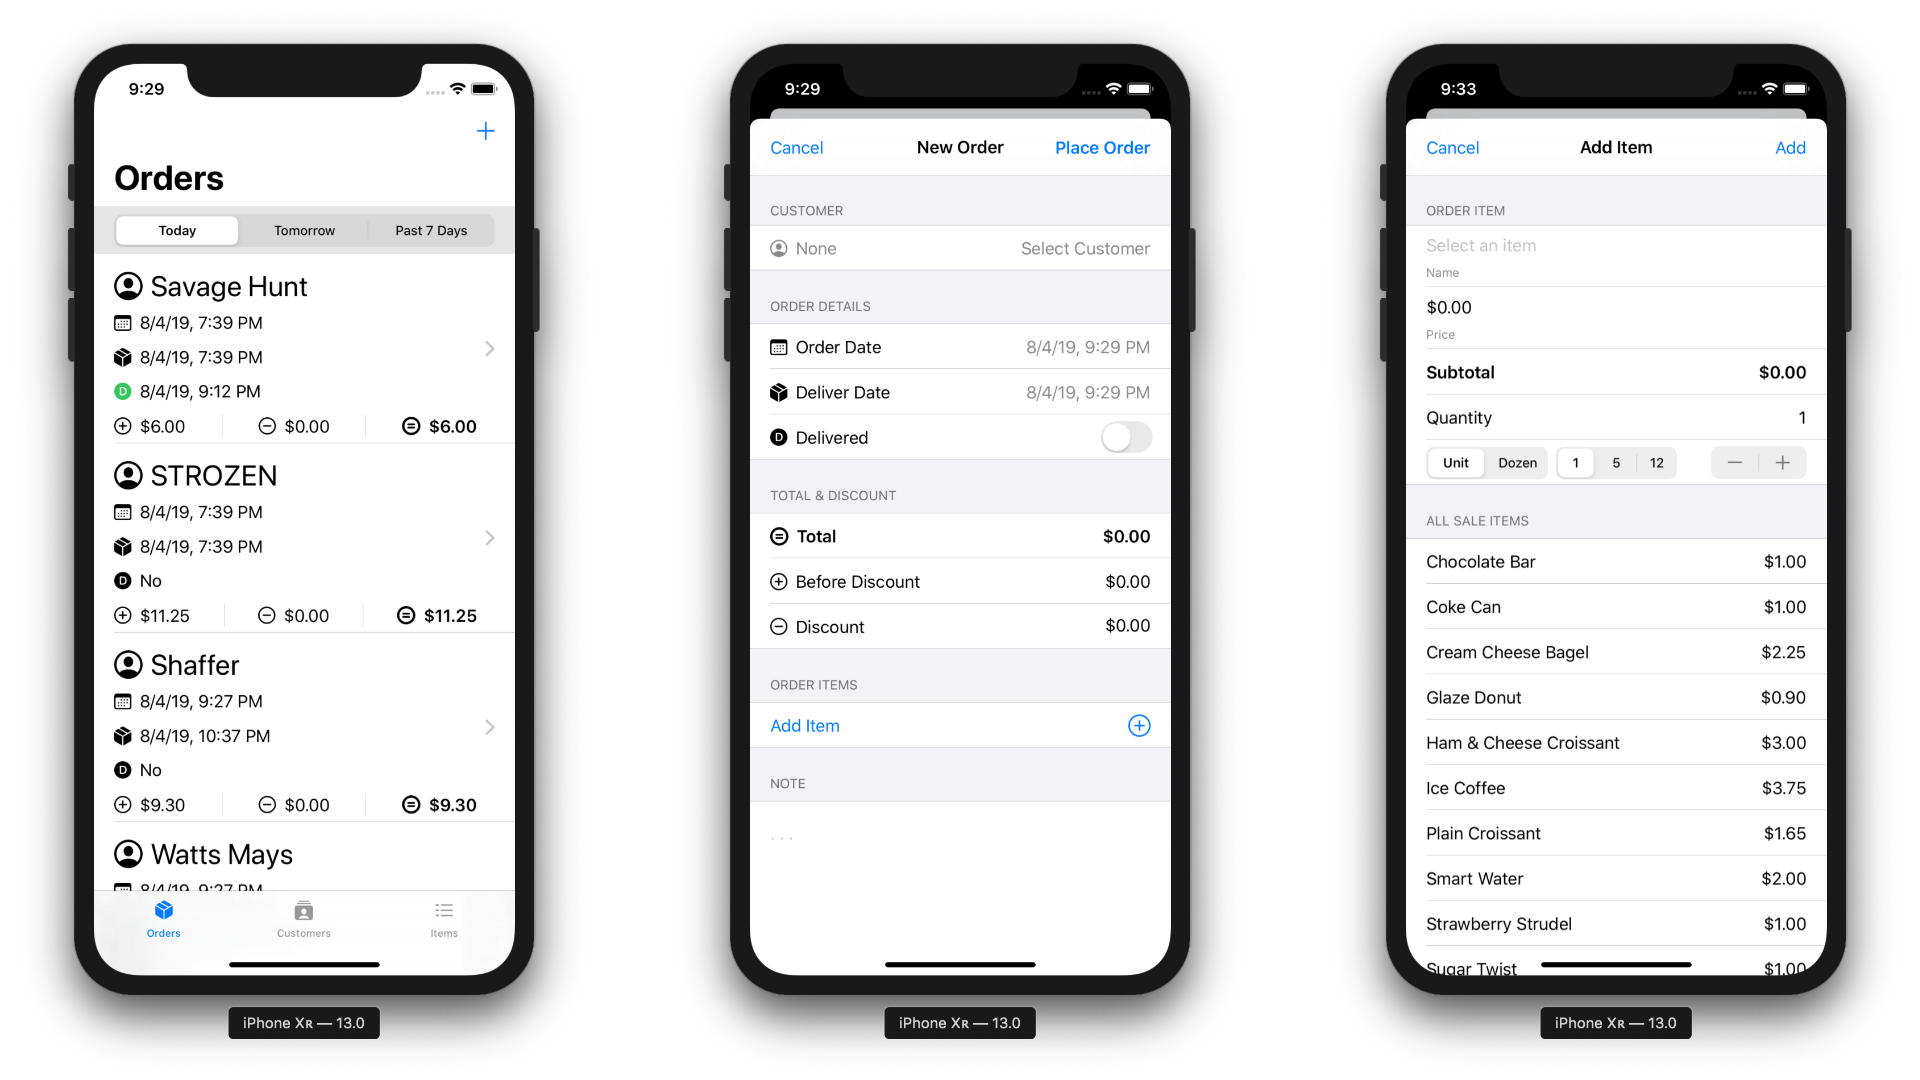 9:29
Orders
Today Tomorrow Past 7 Days
Savage Hunt
8/4/19, 7:39 PM
8/4/19, 7:39 PM
D 8/4/19, 9:12 PM
$6.00 $0.00 $6.00
STROZEN
8/4/19, 7:39 PM
8/4/19, 7:39 PM
D No
$11.25 $0.00 $11.25
Shaffer
8/4/19, 9:27 PM
8/4/19, 10:37 PM
D No
$9.30 $0.00 $9.30
Watts Mays
8/4/19, 9:27 PM
Orders Customers Items
iPhone XR — 13.0
9:29
Cancel New Order Place Order
CUSTOMER
None Select Customer
ORDER DETAILS
Order Date 8/4/19, 9:29 PM
Deliver Date 8/4/19, 9:29 PM
D Delivered
TOTAL & DISCOUNT
Total $0.00
Before Discount $0.00
Discount $0.00
ORDER ITEMS
Add Item
NOTE
...
iPhone XR — 13.0
9:33
Cancel Add Item Add
ORDER ITEM
Select an item
Name
$0.00
Price
Subtotal $0.00
Quantity 1
Unit Dozen 1 5 12
ALL SALE ITEMS
Chocolate Bar $1.00
Coke Can $1.00
Cream Cheese Bagel $2.25
Glaze Donut $0.90
Ham & Cheese Croissant $3.00
Ice Coffee $3.75
Plain Croissant $1.65
Smart Water $2.00
Strawberry Strudel $1.00
Sugar Twist $1.00
iPhone XR — 13.0